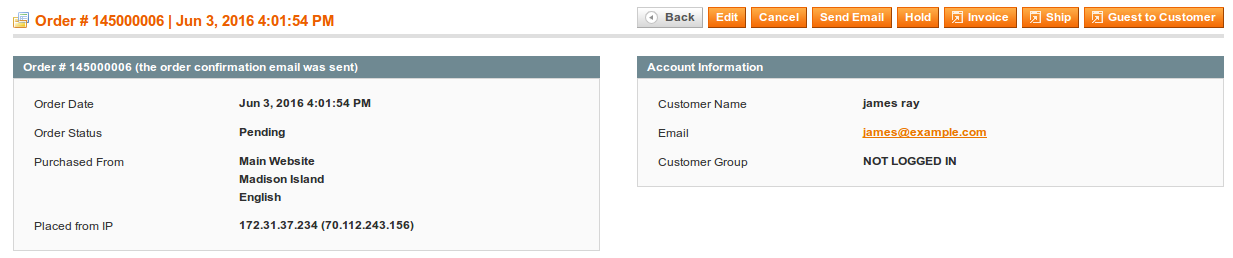 Order # 145000006 | Jun 3, 2016 4:01:54 PM
Back Edit Cancel Send Email Hold Invoice Ship Guest to Customer
Order # 145000006 (the order confirmation email was sent)
Order Date Jun 3, 2016 4:01:54 PM
Order Status Pending
Purchased From Main Website
Madison Island
English
Placed from IP 172.31.37.234 (70.112.243.156)
Account Information
Customer Name james ray
Email james@example.com
Customer Group NOT LOGGED IN